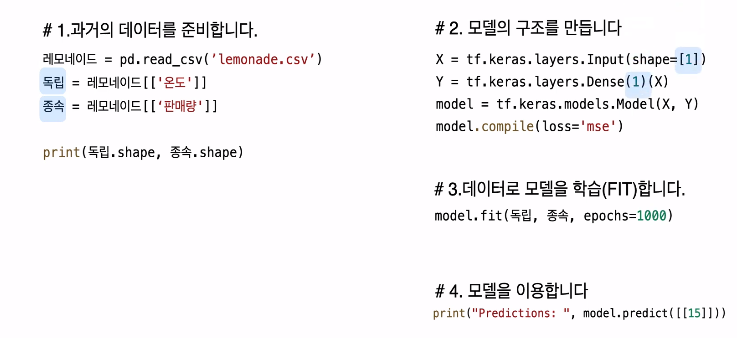 # 1.과거의 데이터를 준비합니다.
레모네이드 = pd.read_csv('lemonade.csv')
독립 = 레모네이드[['온도']]
종속 = 레모네이드[['판매량']]
print(독립.shape, 종속.shape)
# 2. 모델의 구조를 만듭니다
X = tf.keras.layers.Input(shape=[1])
Y = tf.keras.layers.Dense(1)(X)
model = tf.keras.models.Model(X, Y)
model.compile(loss='mse')
# 3.데이터로 모델을 학습(FIT)합니다.
model.fit(독립, 종속, epochs=1000)
# 4. 모델을 이용합니다
print("Predictions: ", model.predict([[15]]))